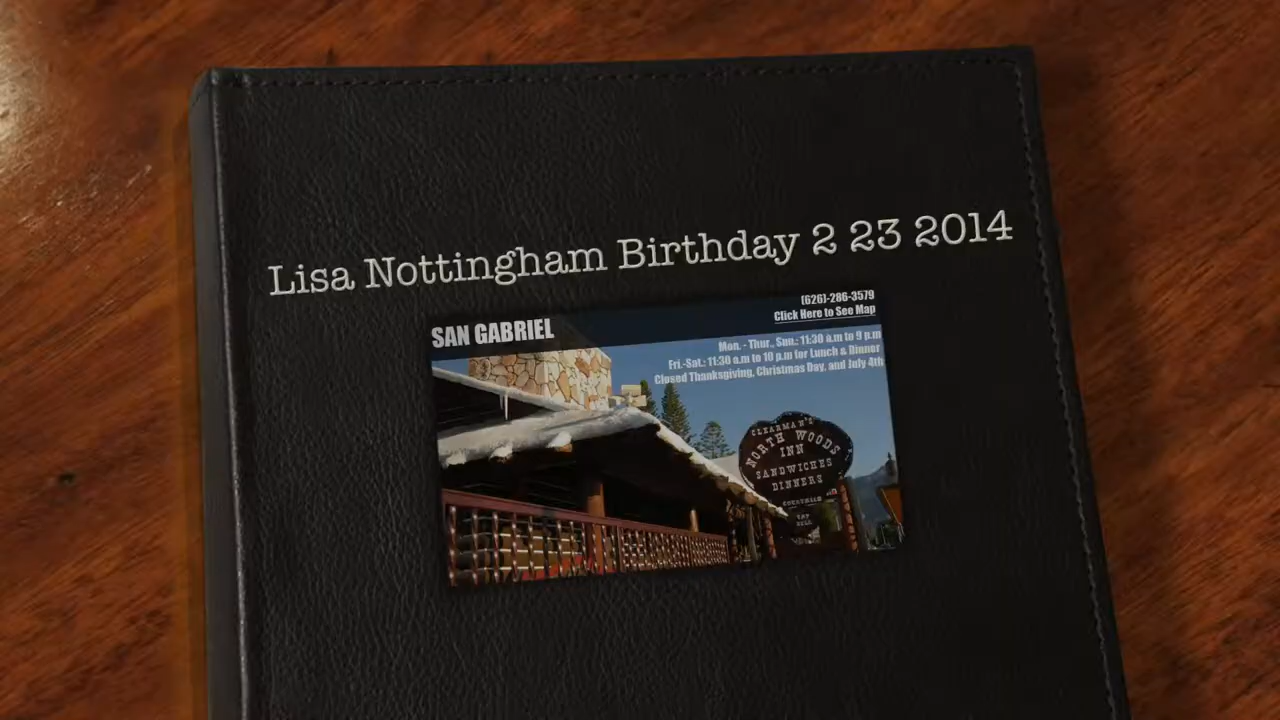 Lisa Nottingham Birthday 2 23 2014
SAN GABRIEL
(626)-286-3579
Click Here to See Map
Mon. - Thur., Sun.: 11:30 a.m to 9 p.m
Fri.-Sat.: 11:30 a.m to 10 p.m for Lunch & Dinner
Closed Thanksgiving, Christmas Day, and July 4th
CLEARMAN'S
NORTH WOODS
INN
SANDWICHES
DINNERS